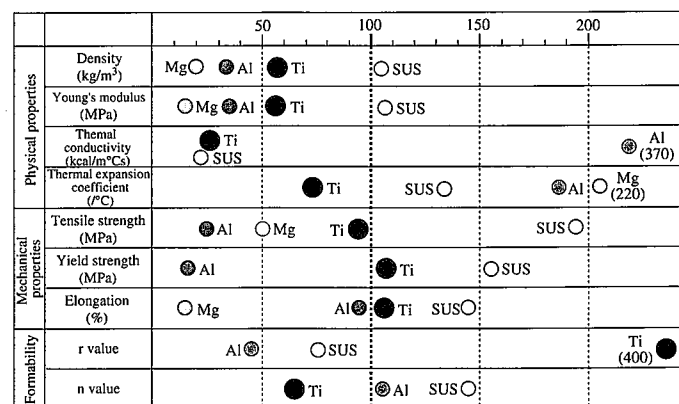 0 50 100 150 200
Physical properties
Density
(kg/m³)
Mg Al Ti SUS
Young's modulus
(MPa)
Mg Al Ti SUS
Themal
conductivity
(kcal/m°Cs)
Ti
SUS
Al
(370)
Thermal expansion
coefficient
(/°C)
Ti SUS Al Mg
(220)
Mechanical
properties
Tensile strength
(MPa)
Al Mg Ti SUS
Yield strength
(MPa)
Al Ti SUS
Elongation
(%)
Mg Al Ti SUS
Formability
r value
Al SUS Ti
(400)
n value
Ti Al SUS